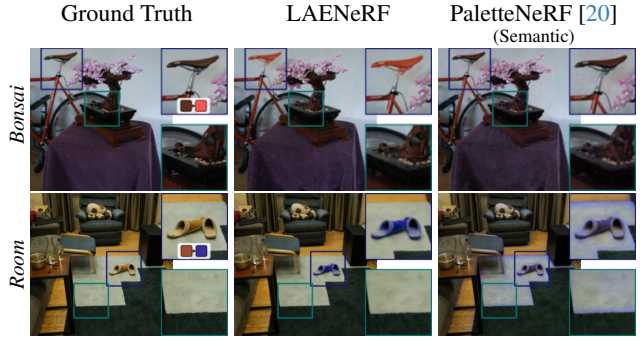 Ground Truth
LAENeRF
PaletteNeRF [20]
(Semantic)
Bonsai
Room